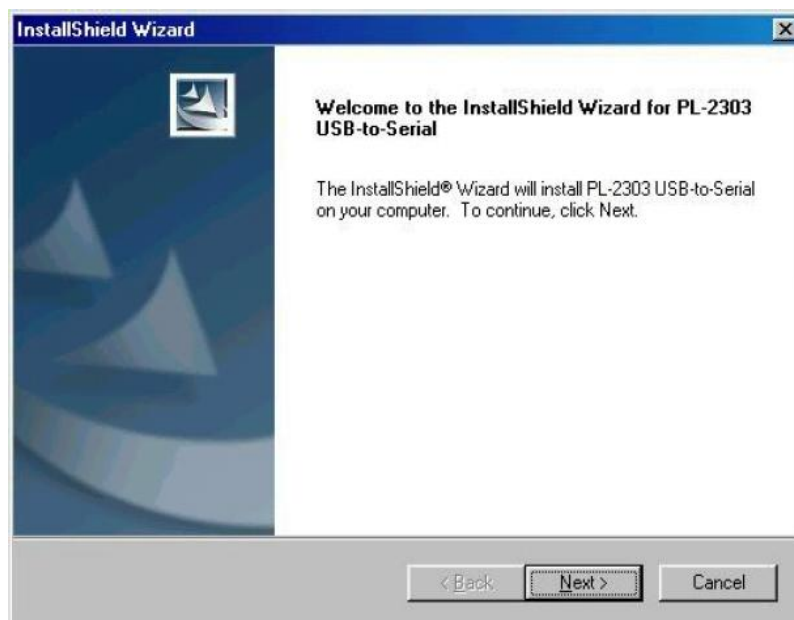 InstallShield Wizard
Welcome to the InstallShield Wizard for PL-2303
USB-to-Serial
The InstallShield® Wizard will install PL-2303 USB-to-Serial
on your computer. To continue, click Next.
< Back
Next >
Cancel